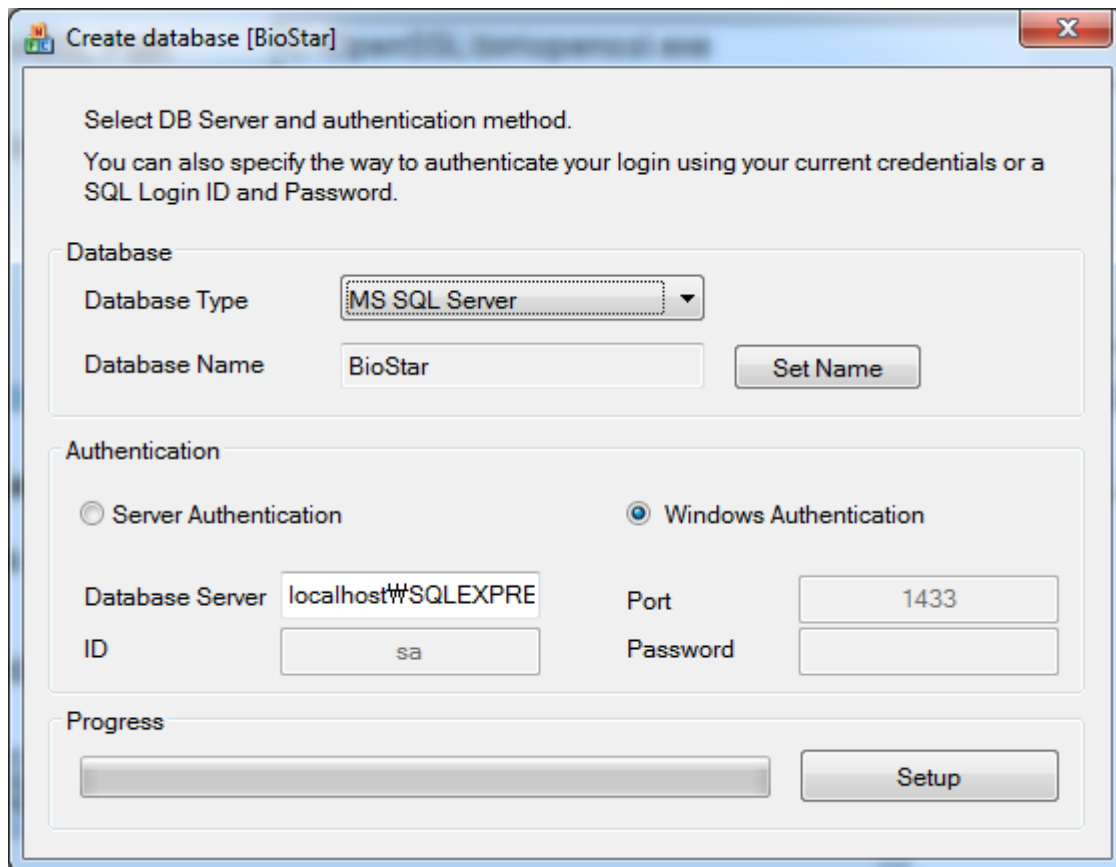 Create database [BioStar]
Select DB Server and authentication method.
You can also specify the way to authenticate your login using your current credentials or a
SQL Login ID and Password.
Database
Database Type
MS SQL Server
Database Name
BioStar
Set Name
Authentication
Server Authentication
Windows Authentication
Database Server
localhost₩SQLEXPRE
Port
1433
ID
sa
Password
Progress
Setup